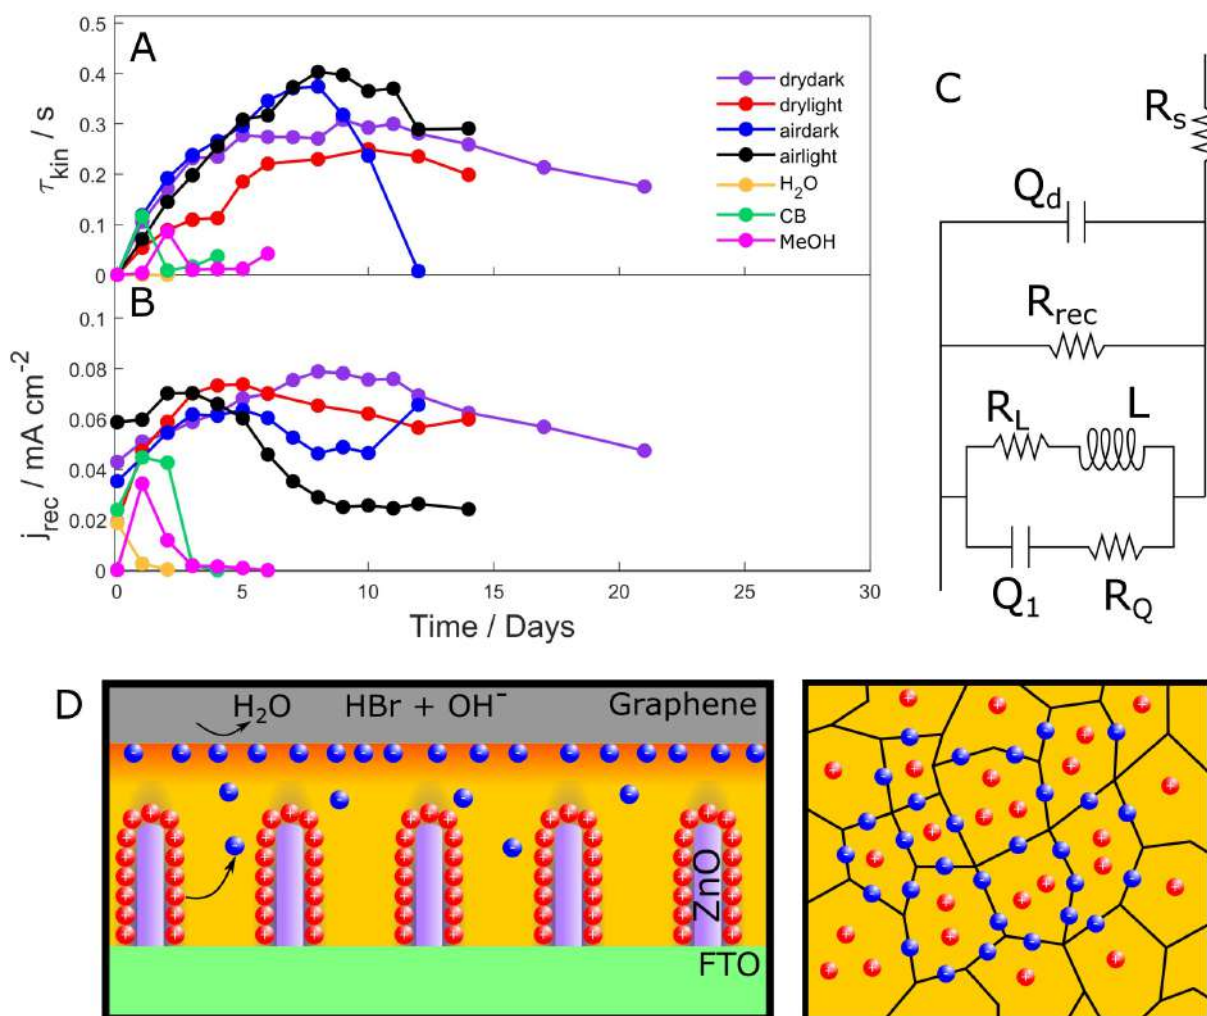 A
τkin / s
0.5
0.4
0.3
0.2
0.1
0
drydark
drylight
airdark
airlight
H2O
CB
MeOH
B
jrec / mA cm-2
0.1
0.08
0.06
0.04
0.02
0
0 5 10 15 20 25 30
Time / Days
C
Rs
Qd
Rrec
RL L
Q1 RQ
D
H2O HBr + OH- Graphene
ZnO
FTO